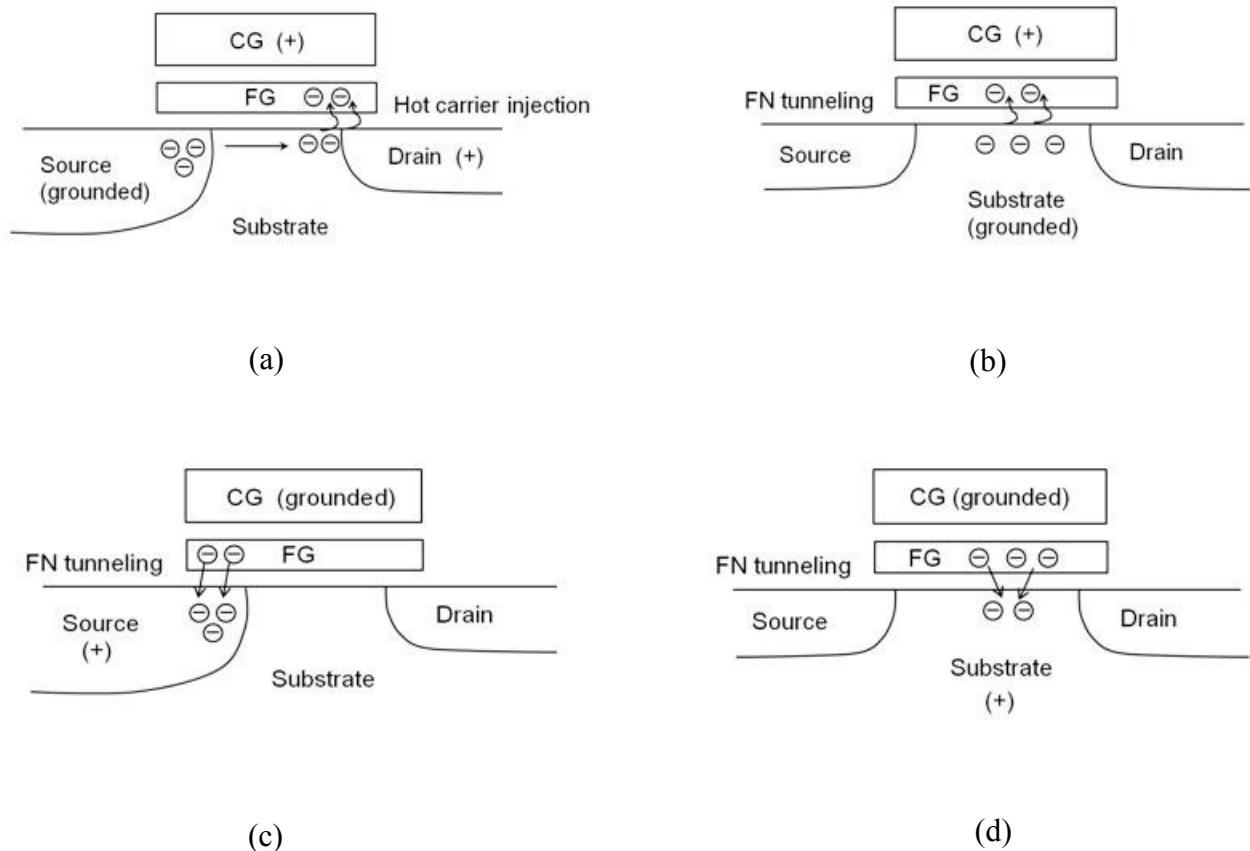 CG (+)
FG
Hot carrier injection
Source
(grounded)
Drain (+)
Substrate
(a)
CG (+)
FN tunneling
FG
Source
Drain
Substrate
(grounded)
(b)
CG (grounded)
FN tunneling
FG
Source
(+)
Drain
Substrate
(c)
CG (grounded)
FN tunneling
FG
Source
Drain
Substrate
(+)
(d)